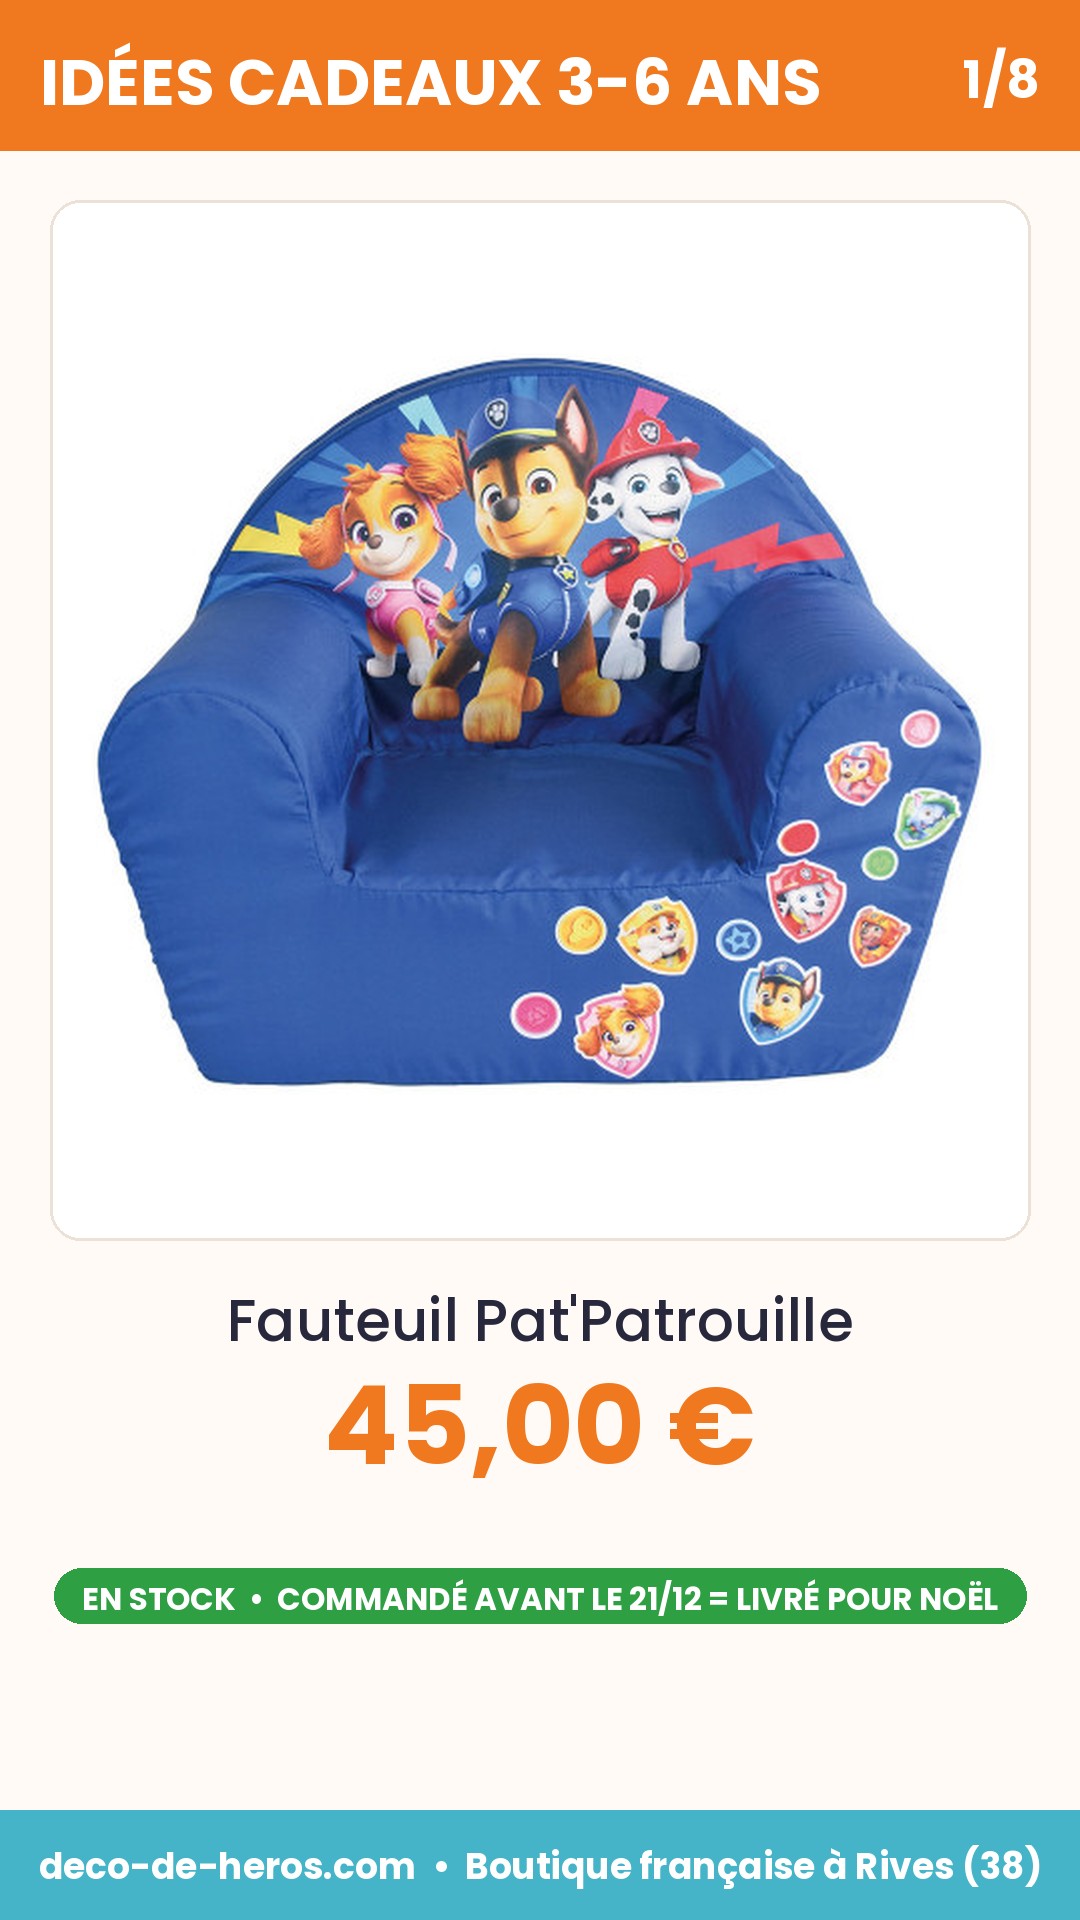 IDÉES CADEAUX 3-6 ANS 1/8
Fauteuil Pat'Patrouille
45,00 €
EN STOCK • COMMANDÉ AVANT LE 21/12 = LIVRÉ POUR NOËL
deco-de-heros.com • Boutique française à Rives (38)